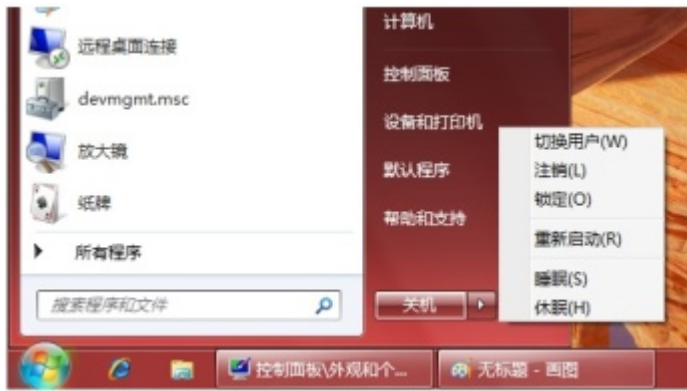 远程桌面连接
devmgmt.msc
放大镜
纸牌
所有程序
搜索程序和文件
计算机
控制面板
设备和打印机
默认程序
帮助和支持
关机
切换用户(W)
注销(L)
锁定(O)
重新启动(R)
睡眠(S)
休眠(H)
控制面板\外观和个...
无标题 - 画图